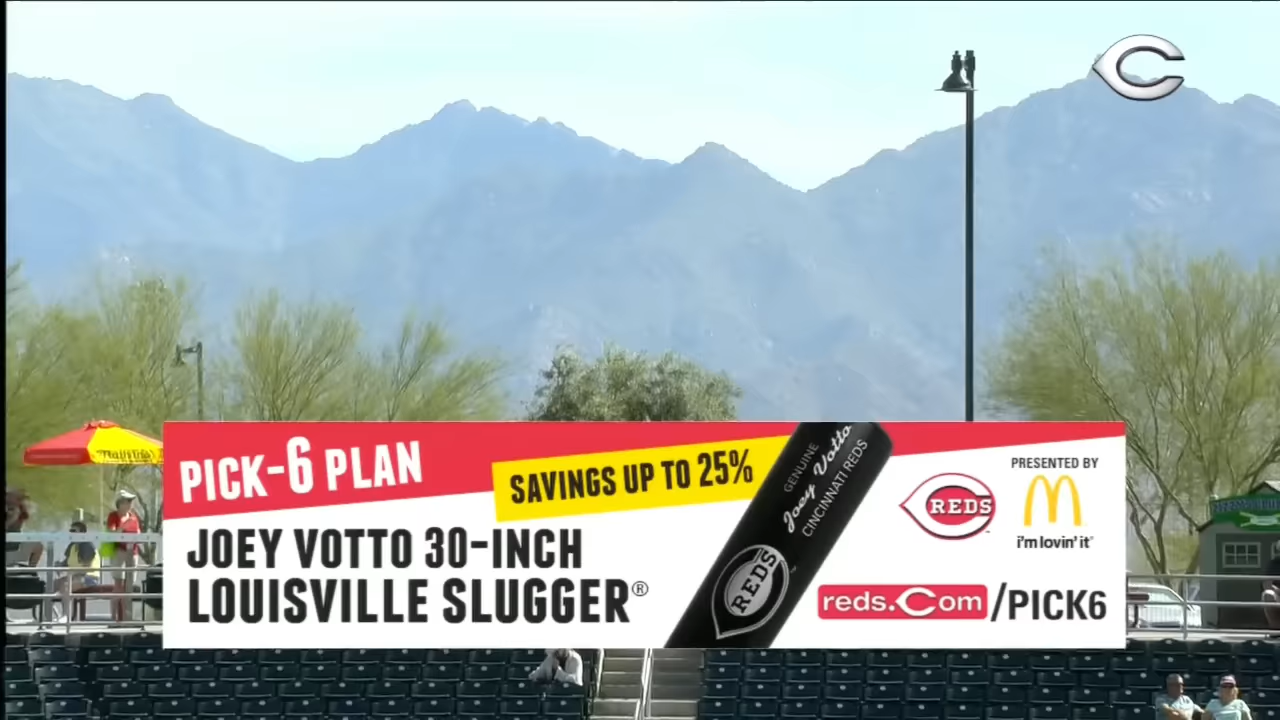 PICK-6 PLAN
SAVINGS UP TO 25%
JOEY VOTTO 30-INCH
LOUISVILLE SLUGGER®
GENUINE
Joey Votto
CINCINNATI REDS
REDS
REDS
PRESENTED BY
M
i'm lovin' it®
reds.Com/PICK6
C